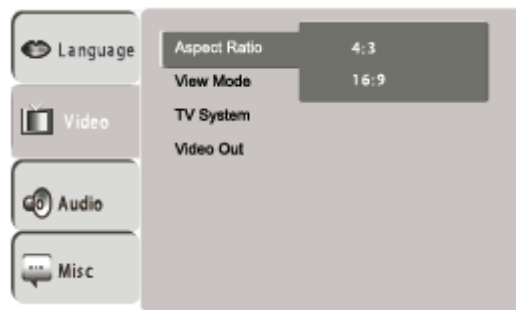 Language
Video
Audio
Misc
Aspect Ratio
View Mode
TV System
Video Out
4:3
16:9